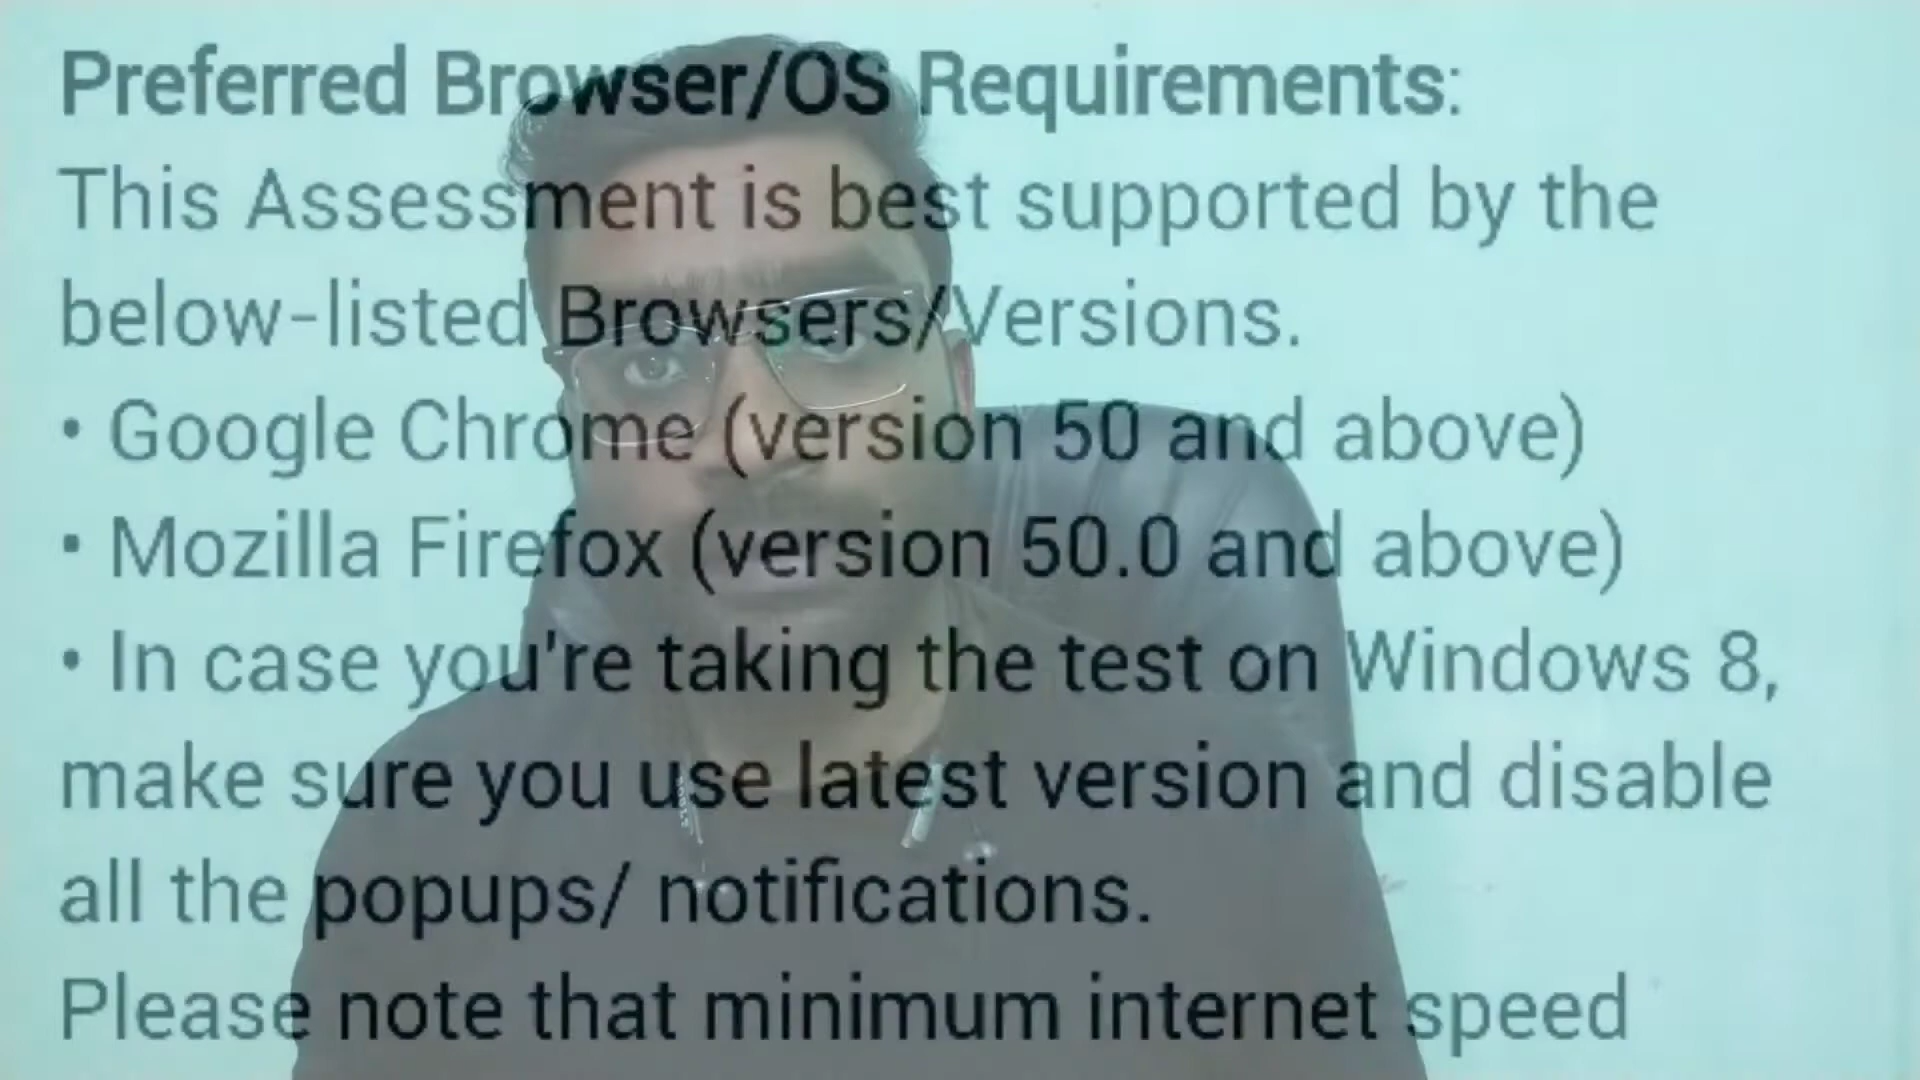 Preferred Browser/OS Requirements:
This Assessment is best supported by the
below-listed Browsers/Versions.
• Google Chrome (version 50 and above)
• Mozilla Firefox (version 50.0 and above)
• In case you're taking the test on Windows 8,
make sure you use latest version and disable
all the popups/ notifications.
Please note that minimum internet speed